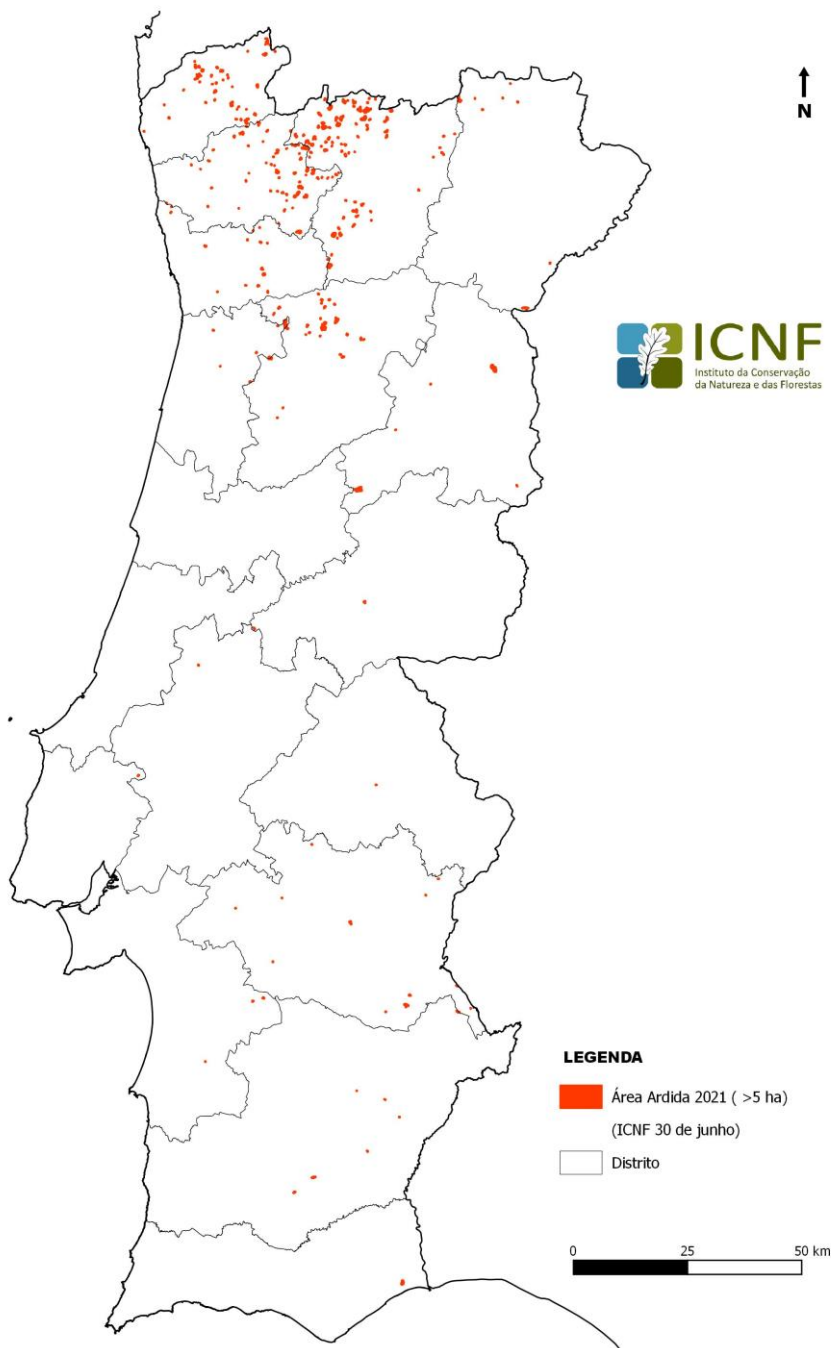 N
ICNF
Instituto da Conservação
da Natureza e das Florestas
LEGENDA
Área Ardida 2021 ( >5 ha)
(ICNF 30 de junho)
Distrito
0 25 50 km